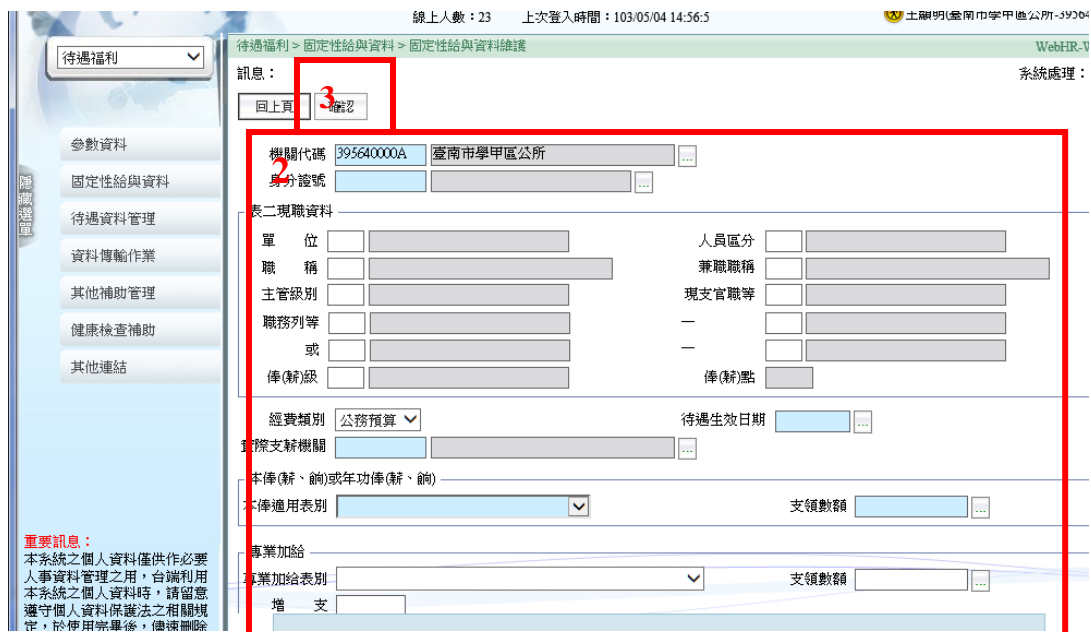 線上人數：23 上次登入時間：103/05/04 14:56:5 王顯明(臺南市學甲區公所-39564
待遇福利
待遇福利 > 固定性給與資料 > 固定性給與資料維護 WebHR-W
訊息： 系統處理：
回上頁 確認
3
參數資料
固定性給與資料
待遇資料管理
資料傳輸作業
其他補助管理
健康檢查補助
其他連結
隱藏選單
2
機關代碼 395640000A 臺南市學甲區公所 ...
身分證號 ...
表二現職資料
單 位 人員區分
職 稱 兼職職稱
主管級別 現支官職等
職務列等 —
或 —
俸(薪)級 俸(薪)點
經費類別 公務預算 待遇生效日期 ...
實際支薪機關 ...
本俸(薪、餉)或年功俸(薪、餉)
本俸適用表別 支領數額 ...
專業加給
專業加給表別 支領數額 ...
增 支
重要訊息：
本系統之個人資料僅供作必要
人事資料管理之用，台端利用
本系統之個人資料時，請留意
遵守個人資料保護法之相關規
定，於使用完畢後，儘速刪除